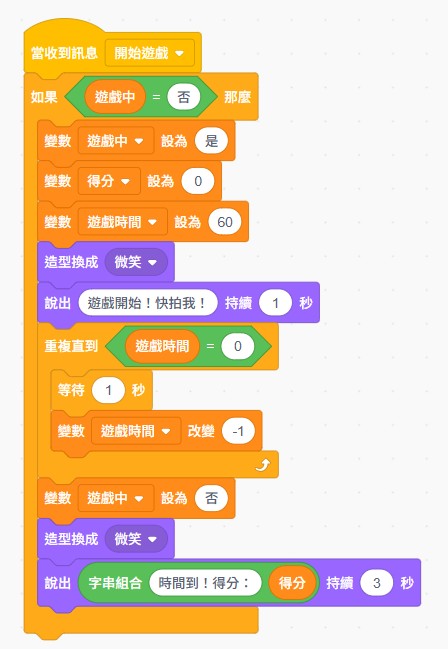 當收到訊息 開始遊戲
如果 遊戲中 = 否 那麼
變數 遊戲中 設為 是
變數 得分 設為 0
變數 遊戲時間 設為 60
造型換成 微笑
說出 遊戲開始！快拍我！ 持續 1 秒
重複直到 遊戲時間 = 0
等待 1 秒
變數 遊戲時間 改變 -1
變數 遊戲中 設為 否
造型換成 微笑
說出 字串組合 時間到！得分： 得分 持續 3 秒